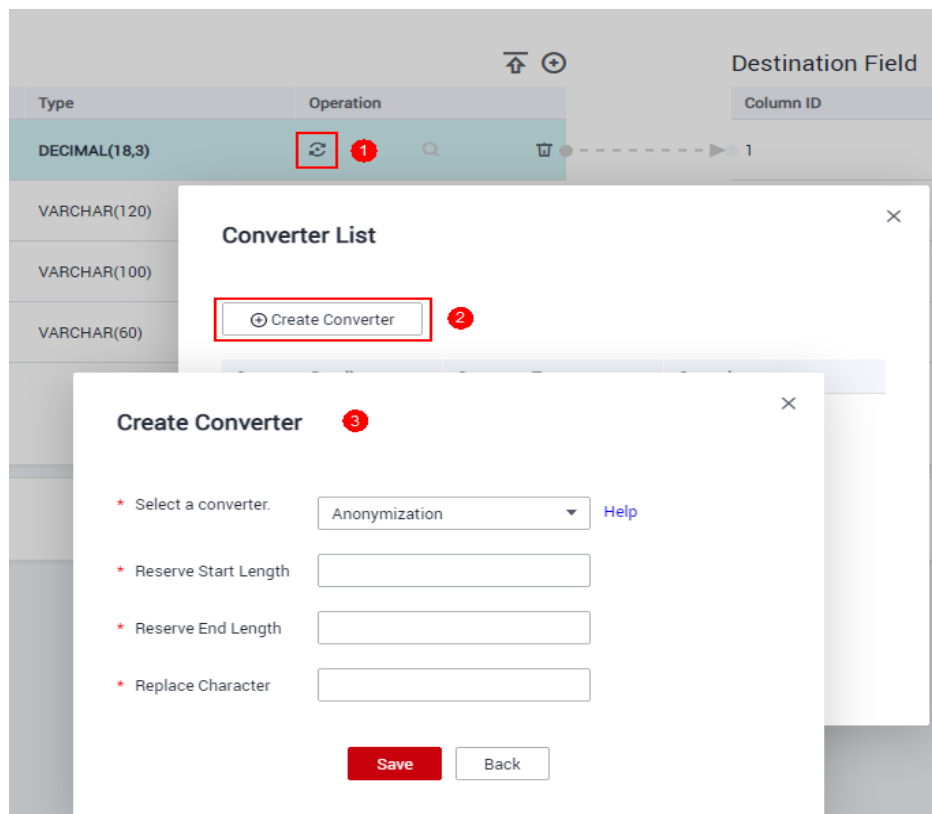 Destination Field
Type Operation Column ID
DECIMAL(18,3) 1 1
VARCHAR(120)
Converter List
VARCHAR(100)
Create Converter 2
VARCHAR(60)
Create Converter 3
* Select a converter. Anonymization Help
* Reserve Start Length
* Reserve End Length
* Replace Character
Save Back